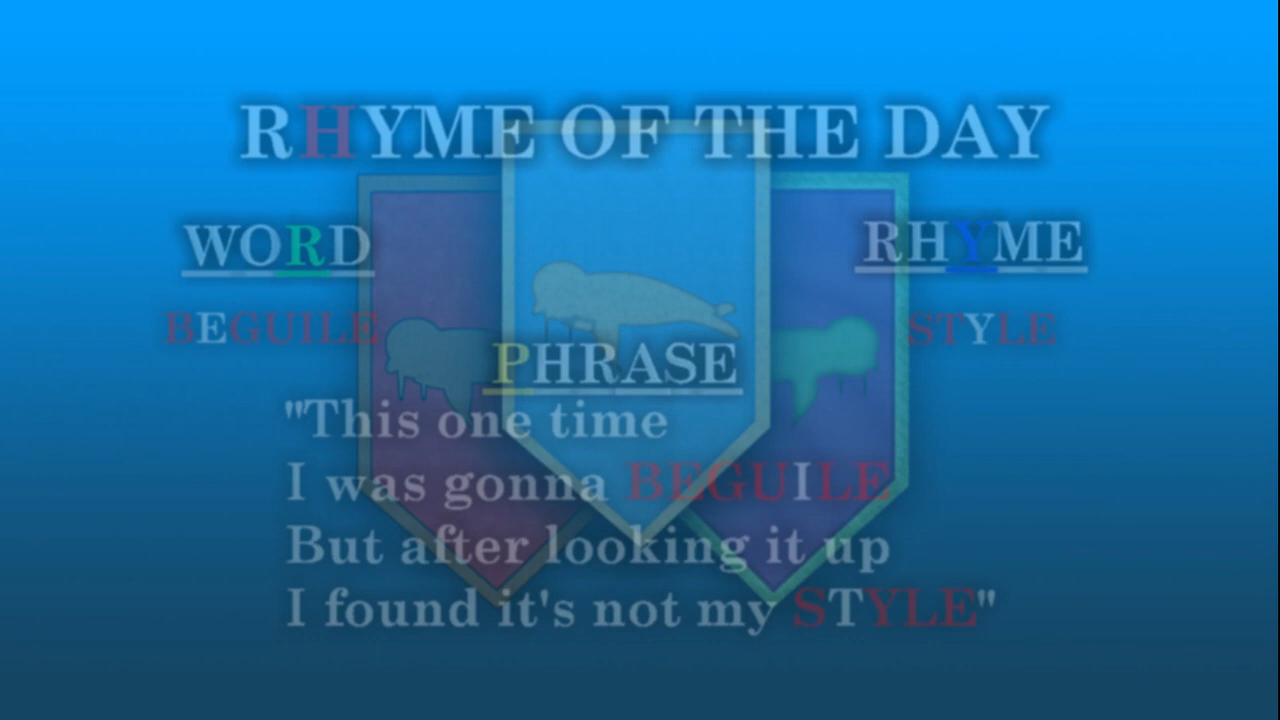 RHYME OF THE DAY
WORD
RHYME
BEGUILE
STYLE
PHRASE
"This one time
I was gonna BEGUILE
But after looking it up
I found it's not my STYLE"